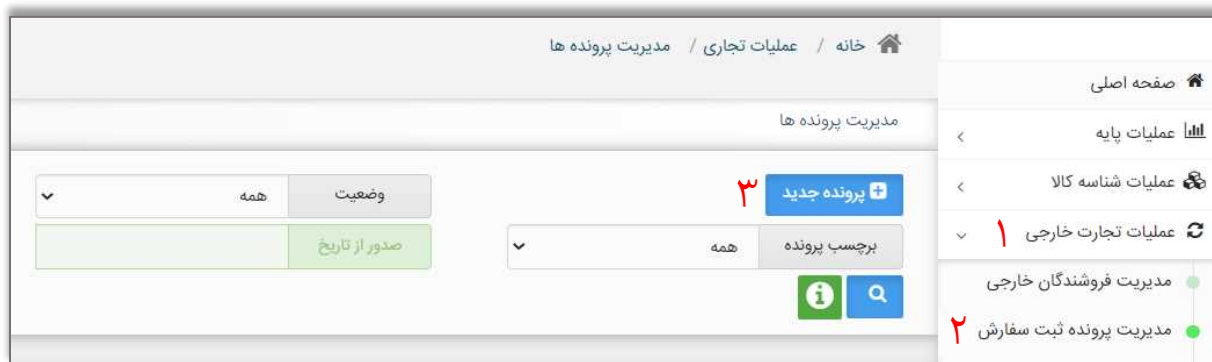 خانه / عملیات تجاری / مدیریت پرونده ها
صفحه اصلی
عملیات پایه
عملیات شناسه کالا
عملیات تجارت خارجی ۱
مدیریت فروشندگان خارجی
مدیریت پرونده ثبت سفارش ۲
مدیریت پرونده ها
پرونده جدید ۳
وضعیت همه
برچسب پرونده همه
صدور از تاریخ